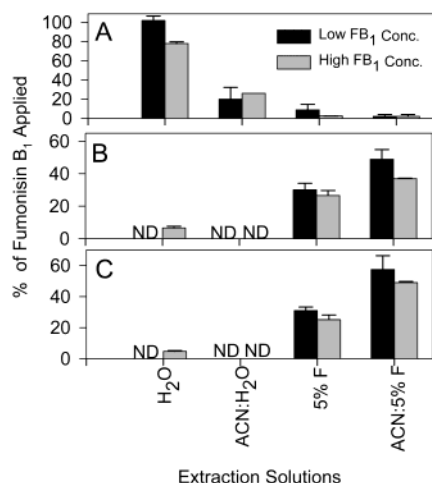 A
Low FB1 Conc.
High FB1 Conc.
100
80
60
40
20
0
B
60
40
20
0
ND
ND ND
C
60
40
20
0
ND
ND ND
% of Fumonisin B1 Applied
H2O
ACN:H2O
5% F
ACN:5% F
Extraction Solutions